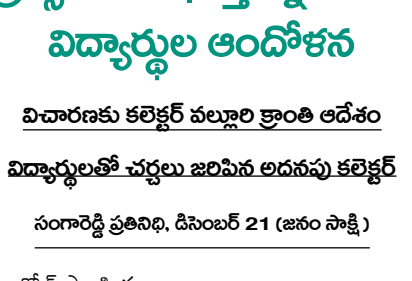 విద్యార్థుల ఆందోళన
విచారణకు కలెక్టర్ వల్లూరి క్రాంతి ఆదేశం
విద్యార్థులతో చర్చలు జరిపిన అదనపు కలెక్టర్
సంగారెడ్డి ప్రతినిధి, డిసెంబర్ 21 (జనం సాక్షి )